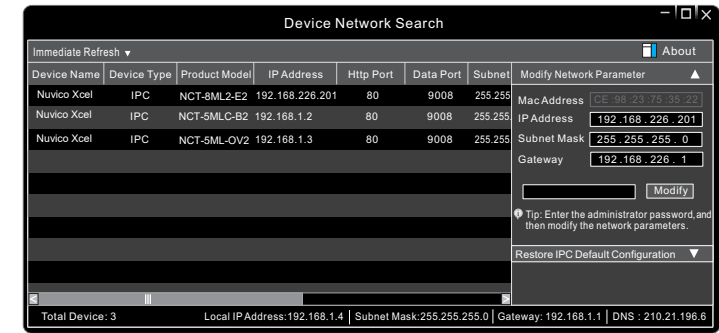 Device Network Search
Immediate Refresh ▼ About
Device Name Device Type Product Model IP Address Http Port Data Port Subnet
Nuvico Xcel IPC NCT-8ML2-E2 192.168.226.201 80 9008 255.255
Nuvico Xcel IPC NCT-5MLC-B2 192.168.1.2 80 9008 255.255.
Nuvico Xcel IPC NCT-5ML-OV2 192.168.1.3 80 9008 255.255
Modify Network Parameter ▲
Mac Address CE :98 :23 :75 :35 :22
IP Address 192 .168 . 226 . 201
Subnet Mask 255 . 255 . 255 . 0
Gateway 192 .168 . 226 . 1
Modify
Tip: Enter the administrator password,and
then modify the network parameters.
Restore IPC Default Configuration ▼
Total Device: 3 Local IP Address:192.168.1.4 Subnet Mask:255.255.255.0 Gateway: 192.168.1.1 DNS : 210.21.196.6